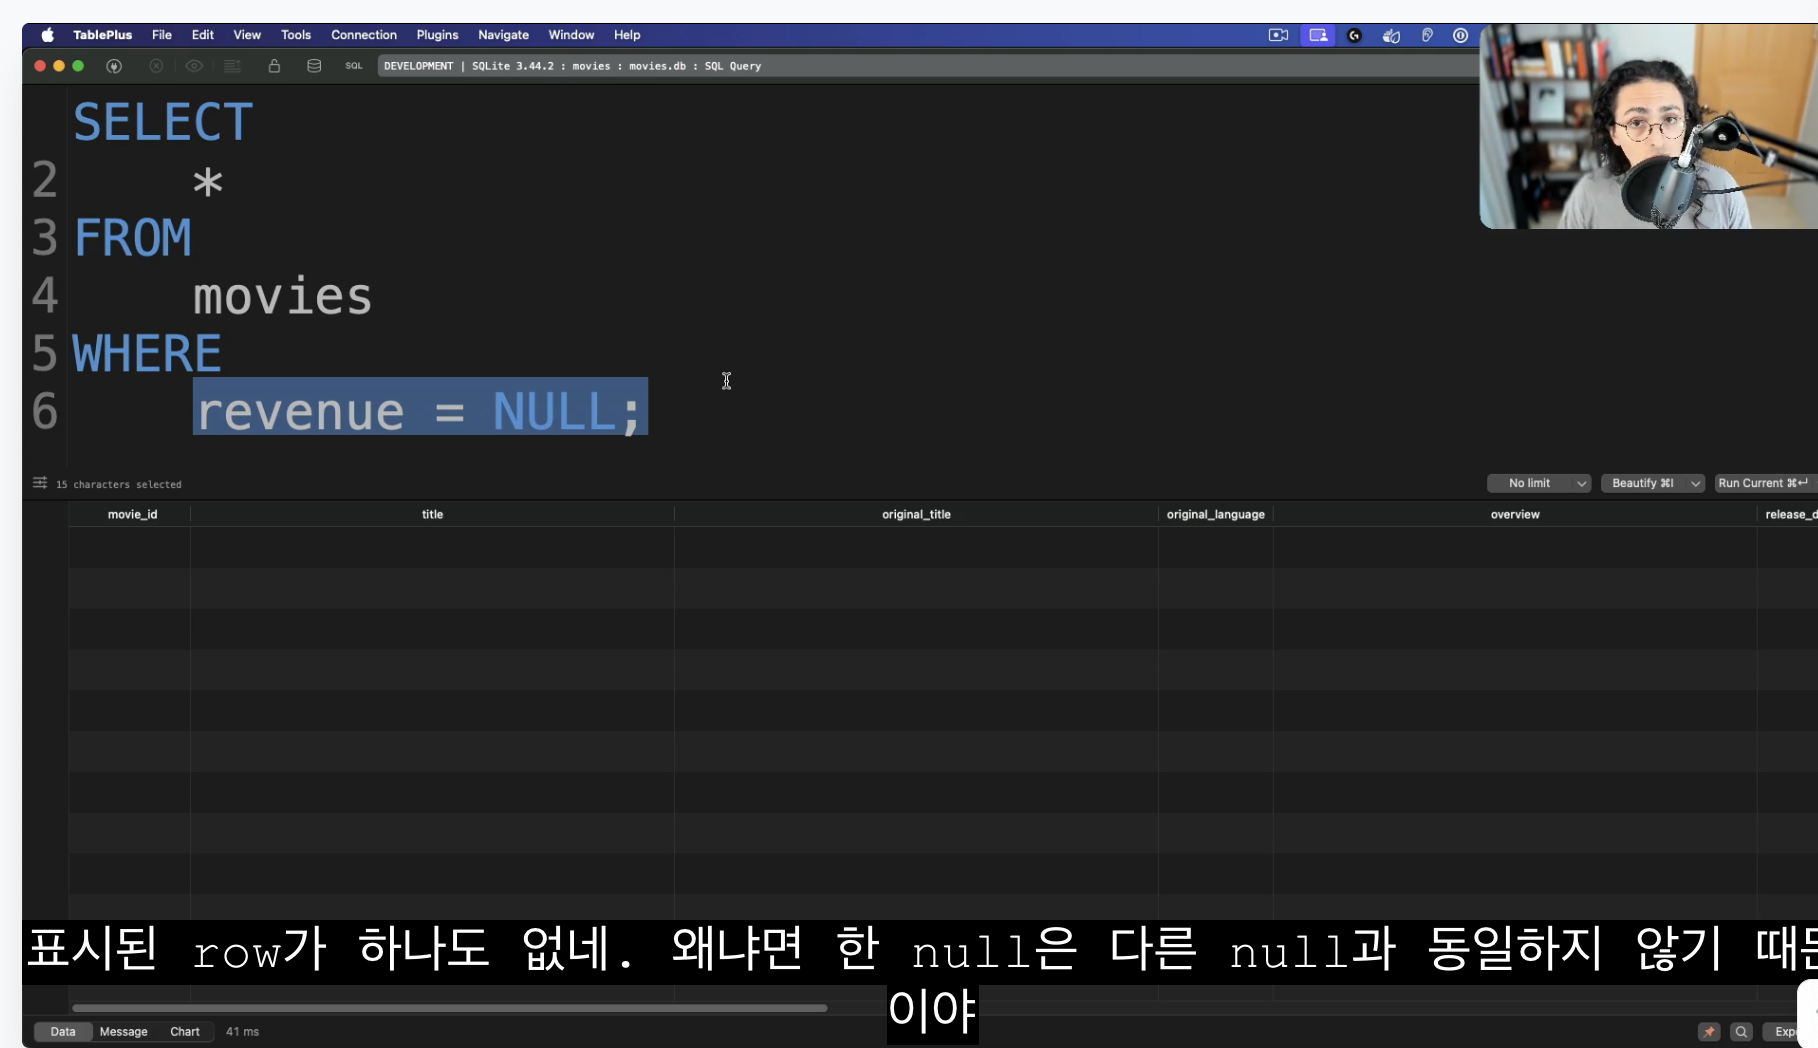 TablePlus File Edit View Tools Connection Plugins Navigate Window Help
SQL DEVELOPMENT | SQLite 3.44.2 : movies : movies.db : SQL Query
SELECT
2 *
3 FROM
4 movies
5 WHERE
6 revenue = NULL;
15 characters selected No limit Beautify ⌘I Run Current ⌘↵
movie_id title original_title original_language overview release_d
표시된 row가 하나도 없네. 왜냐면 한 null은 다른 null과 동일하지 않기 때문
이야
Data Message Chart 41 ms Exp